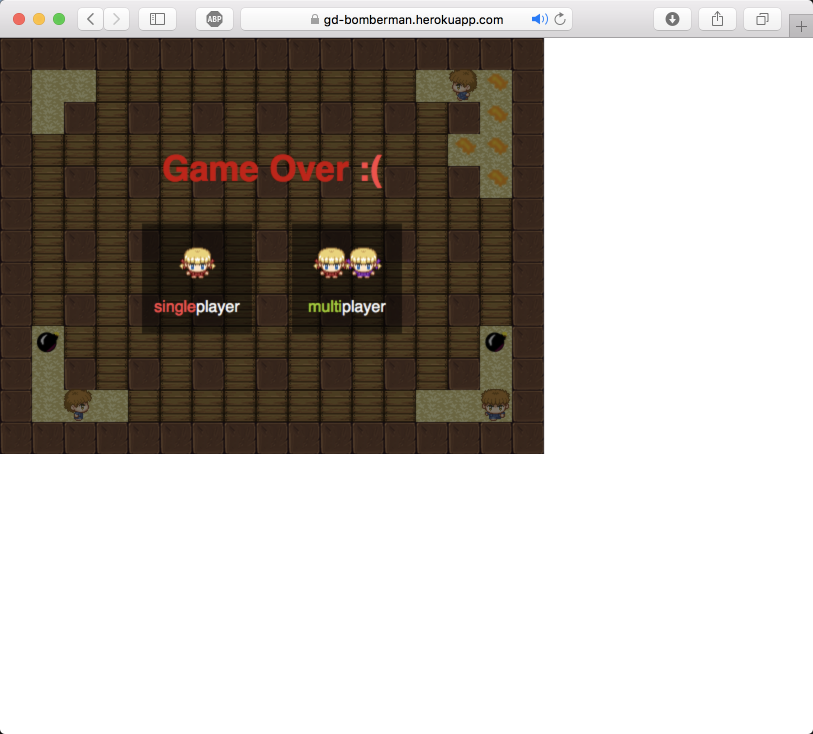 ABP
gd-bomberman.herokuapp.com
Game Over :(
singleplayer
multiplayer